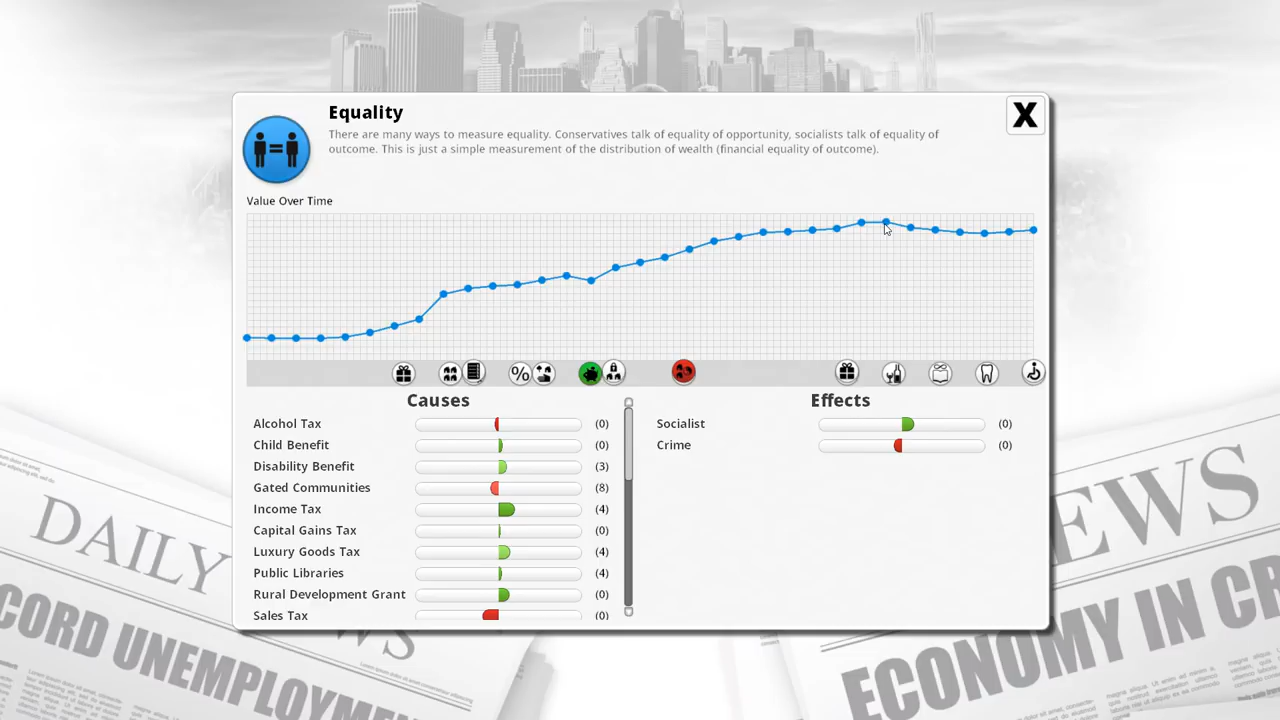 Equality
X
There are many ways to measure equality. Conservatives talk of equality of opportunity, socialists talk of equality of
outcome. This is just a simple measurement of the distribution of wealth (financial equality of outcome).
Value Over Time
%
Causes
Alcohol Tax (0)
Child Benefit (0)
Disability Benefit (3)
Gated Communities (8)
Income Tax (4)
Capital Gains Tax (0)
Luxury Goods Tax (4)
Public Libraries (4)
Rural Development Grant (0)
Sales Tax (0)
Effects
Socialist (0)
Crime (0)
DAILY
NEWS
CORD UNEMPLOYME
WS
ECONOMY IN CR